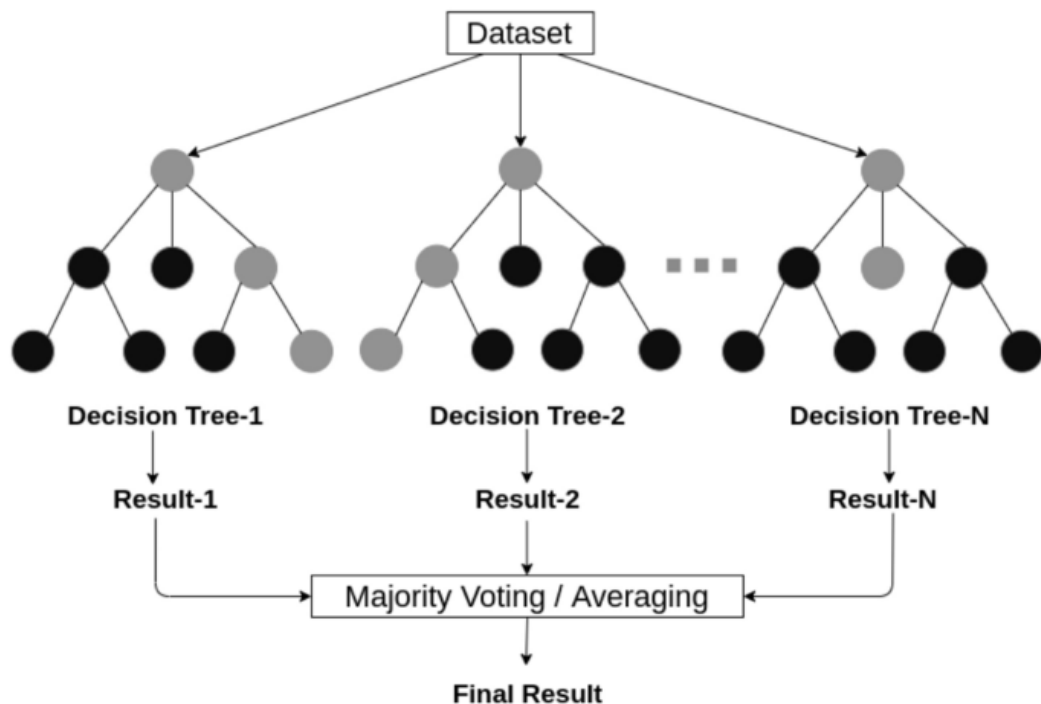 Dataset
Decision Tree-1
Decision Tree-2
Decision Tree-N
Result-1
Result-2
Result-N
Majority Voting / Averaging
Final Result